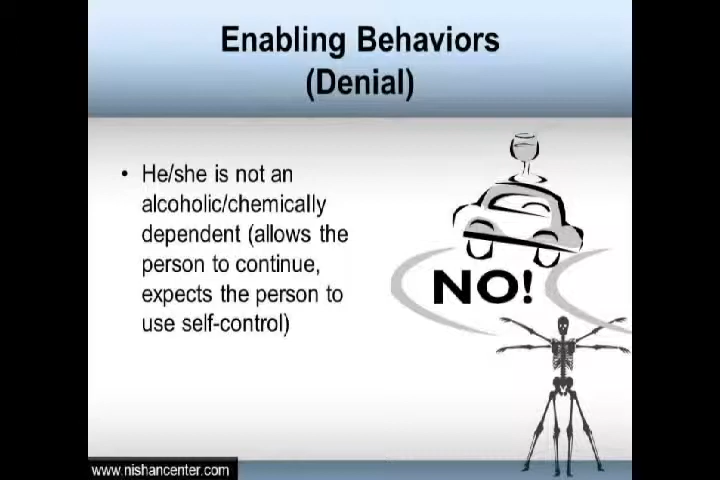 Enabling Behaviors
(Denial)
• He/she is not an
alcoholic/chemically
dependent (allows the
person to continue,
expects the person to
use self-control)
NO!
www.nishancenter.com